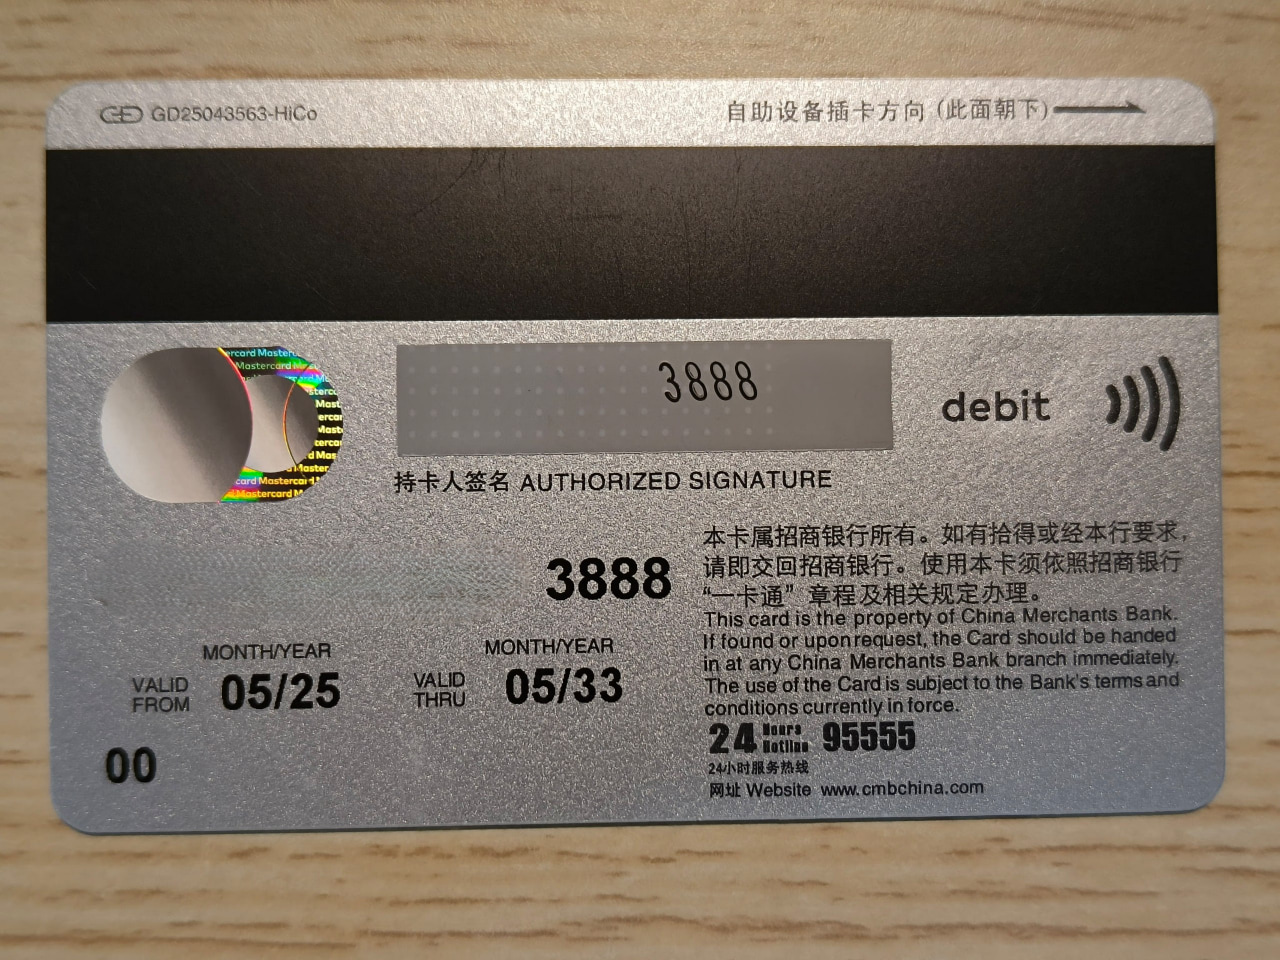 GD GD25043563-HiCo
自助设备插卡方向 (此面朝下)
3888
debit
持卡人签名 AUTHORIZED SIGNATURE
3888
MONTH/YEAR
VALID FROM 05/25
MONTH/YEAR
VALID THRU 05/33
00
本卡属招商银行所有。如有拾得或经本行要求，
请即交回招商银行。使用本卡须依照招商银行
“一卡通” 章程及相关规定办理。
This card is the property of China Merchants Bank.
If found or upon request, the Card should be handed
in at any China Merchants Bank branch immediately.
The use of the Card is subject to the Bank's terms and
conditions currently in force.
24 Hours Hotline 95555
24小时服务热线
网址 Website www.cmbchina.com